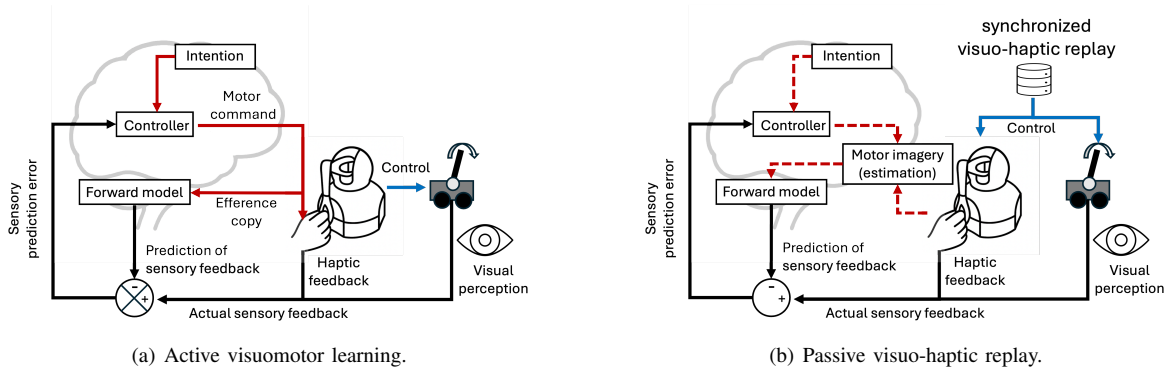 Intention
Motor
command
Controller
Control
Forward model
Efference
copy
Sensory
prediction error
Prediction of
sensory feedback
Haptic
feedback
Visual
perception
-
+
Actual sensory feedback
(a) Active visuomotor learning.
synchronized
visuo-haptic replay
Intention
Controller
Control
Motor imagery
(estimation)
Forward model
Sensory
prediction error
Prediction of
sensory feedback
Haptic
feedback
Visual
perception
-
+
Actual sensory feedback
(b) Passive visuo-haptic replay.